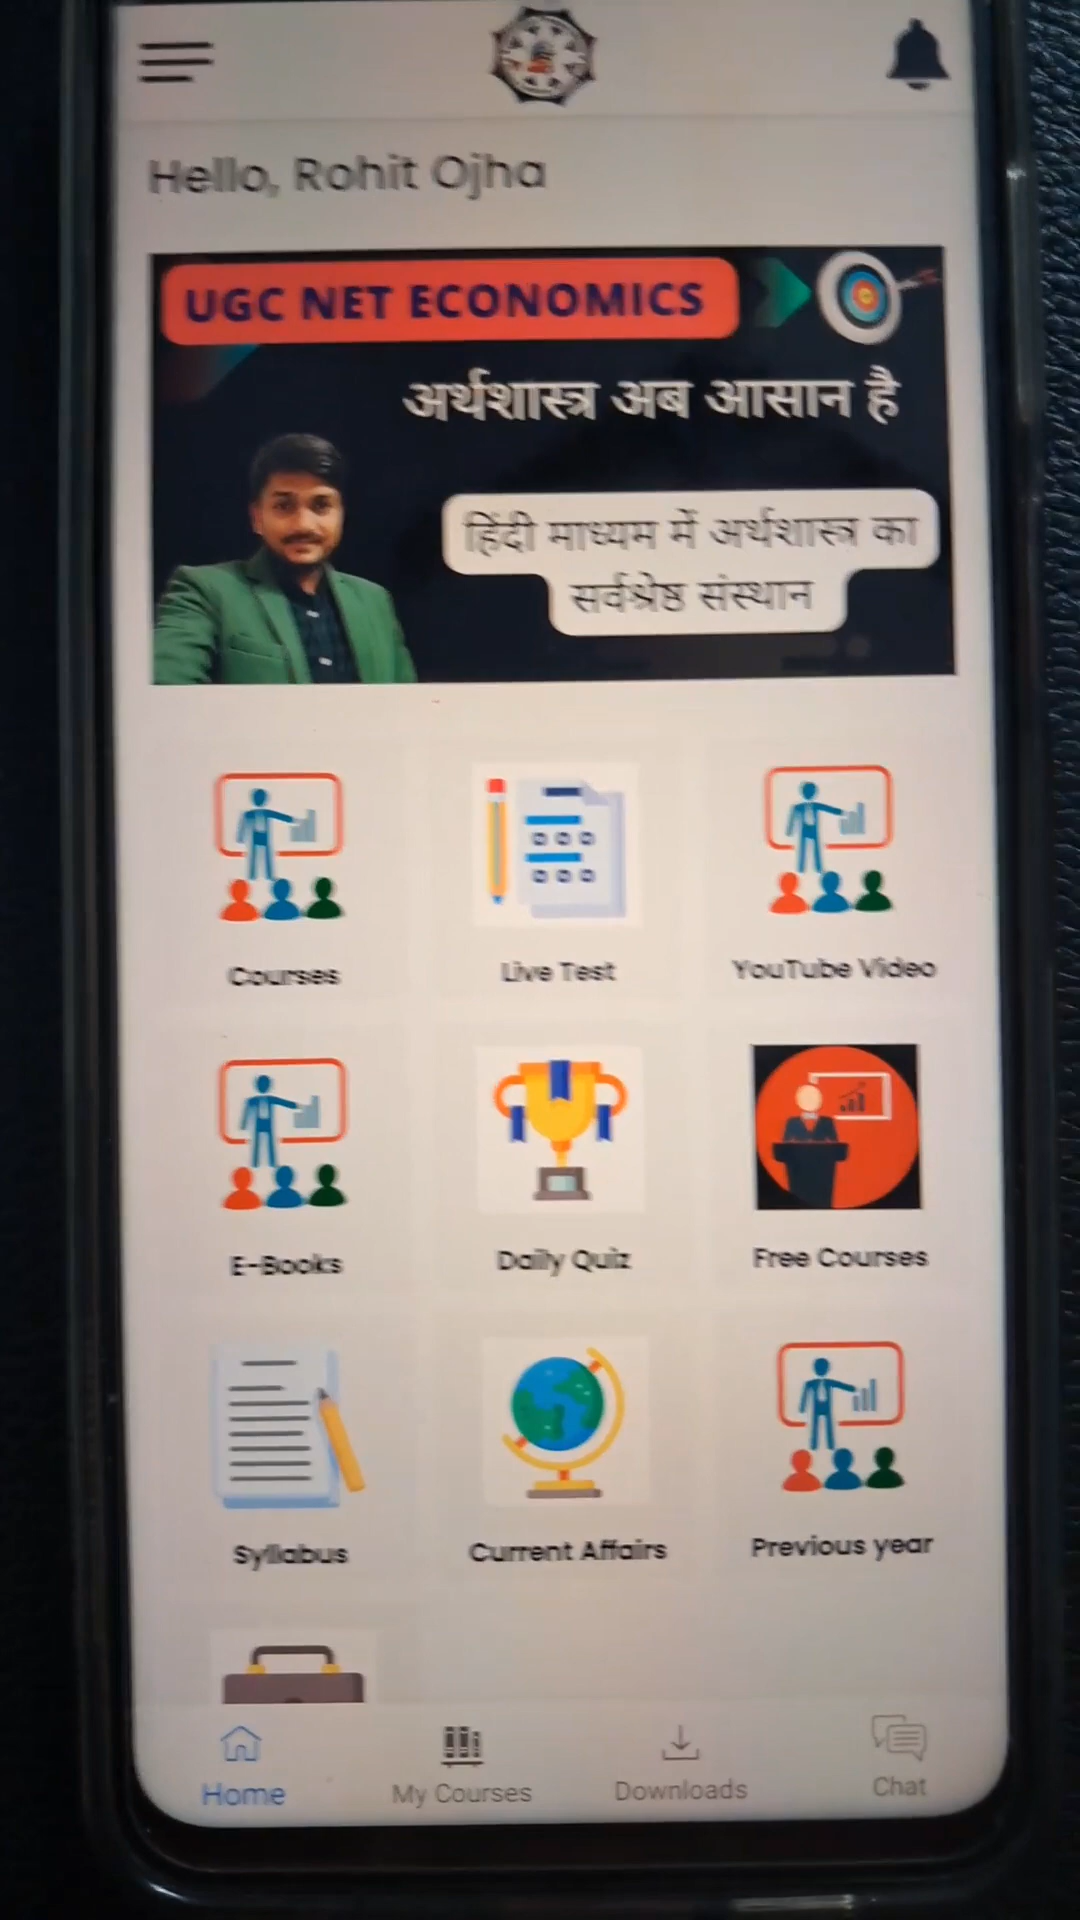 Hello, Rohit Ojha
UGC NET ECONOMICS
अर्थशास्त्र अब आसान है
हिंदी माध्यम में अर्थशास्त्र का
सर्वश्रेष्ठ संस्थान
Courses
Live Test
YouTube Video
E-Books
Daily Quiz
Free Courses
Syllabus
Current Affairs
Previous year
Home
My Courses
Downloads
Chat